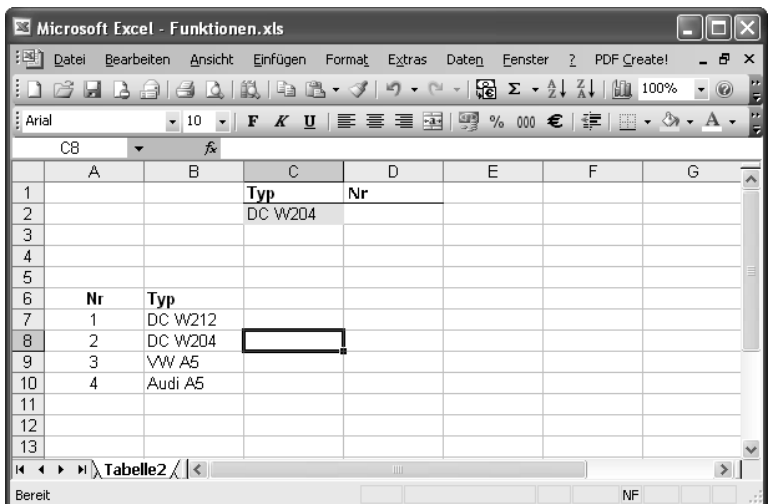 Microsoft Excel - Funktionen.xls
Datei Bearbeiten Ansicht Einfügen Format Extras Daten Fenster ? PDF Create!
Σ 100%
Arial 10 F K U % 000 € A
C8 fx
A B C D E F G
1 Typ Nr
2 DC W204
3
4
5
6 Nr Typ
7 1 DC W212
8 2 DC W204
9 3 VW A5
10 4 Audi A5
11
12
13
Tabelle2
Bereit NF